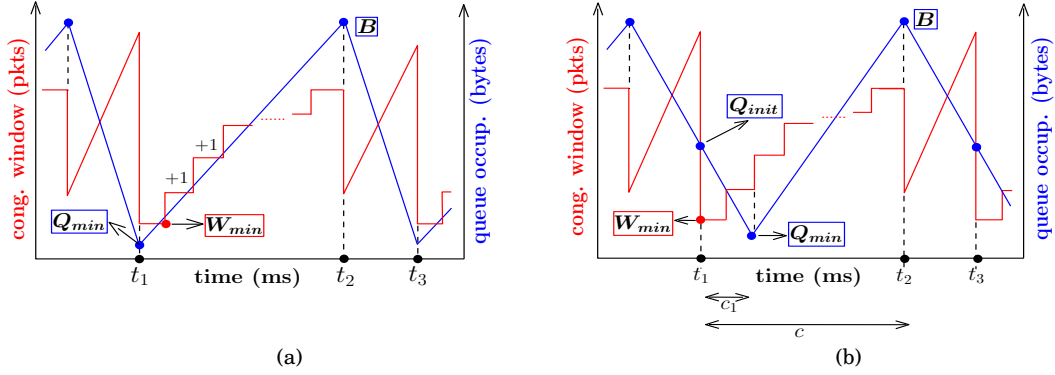 cong. window (pkts)
B
+1
+1
Q_min
W_min
t_1
time (ms)
t_2
t_3
queue occup. (bytes)
(a)
cong. window (pkts)
B
Q_init
W_min
Q_min
t_1
time (ms)
t_2
t_3
c_1
c
queue occup. (bytes)
(b)